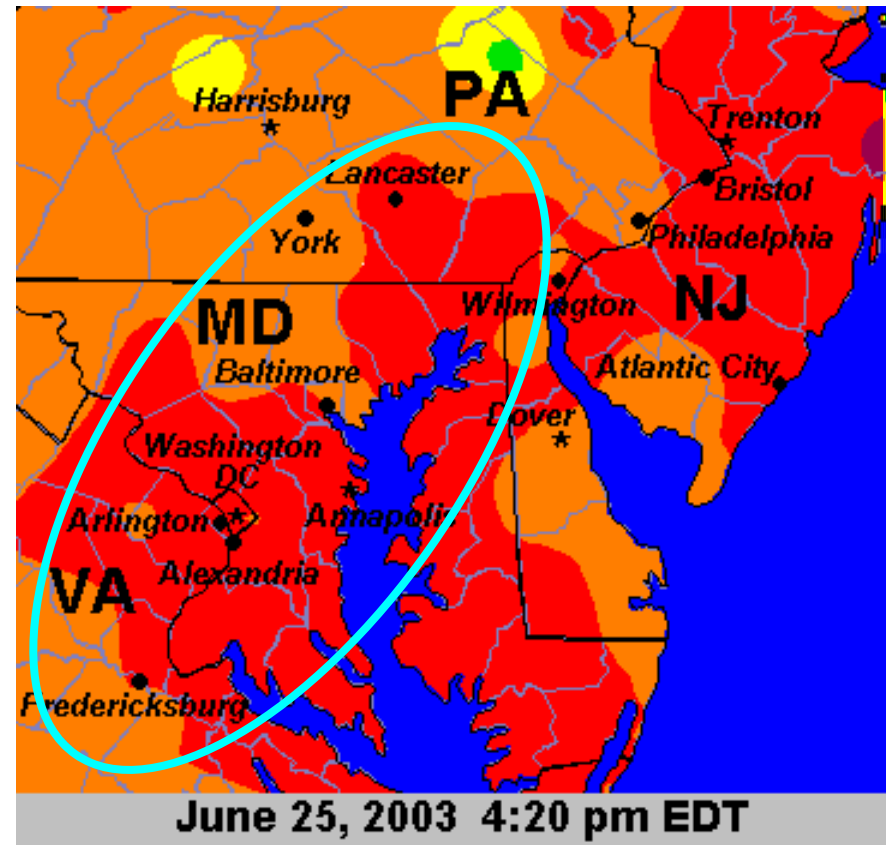 PA
Harrisburg
Trenton
Lancaster
Bristol
York
Philadelphia
Wilmington
NJ
MD
Baltimore
Atlantic City
Dover
Washington
DC
Arlington
Annapolis
Alexandria
VA
Fredericksburg
June 25, 2003 4:20 pm EDT